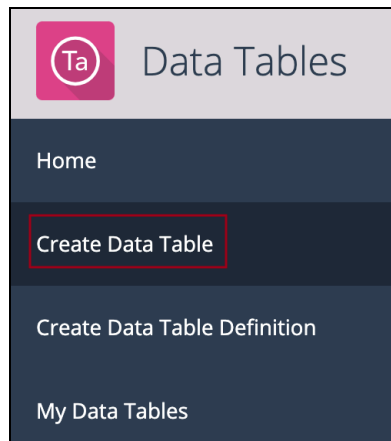 Ta Data Tables
Home
Create Data Table
Create Data Table Definition
My Data Tables